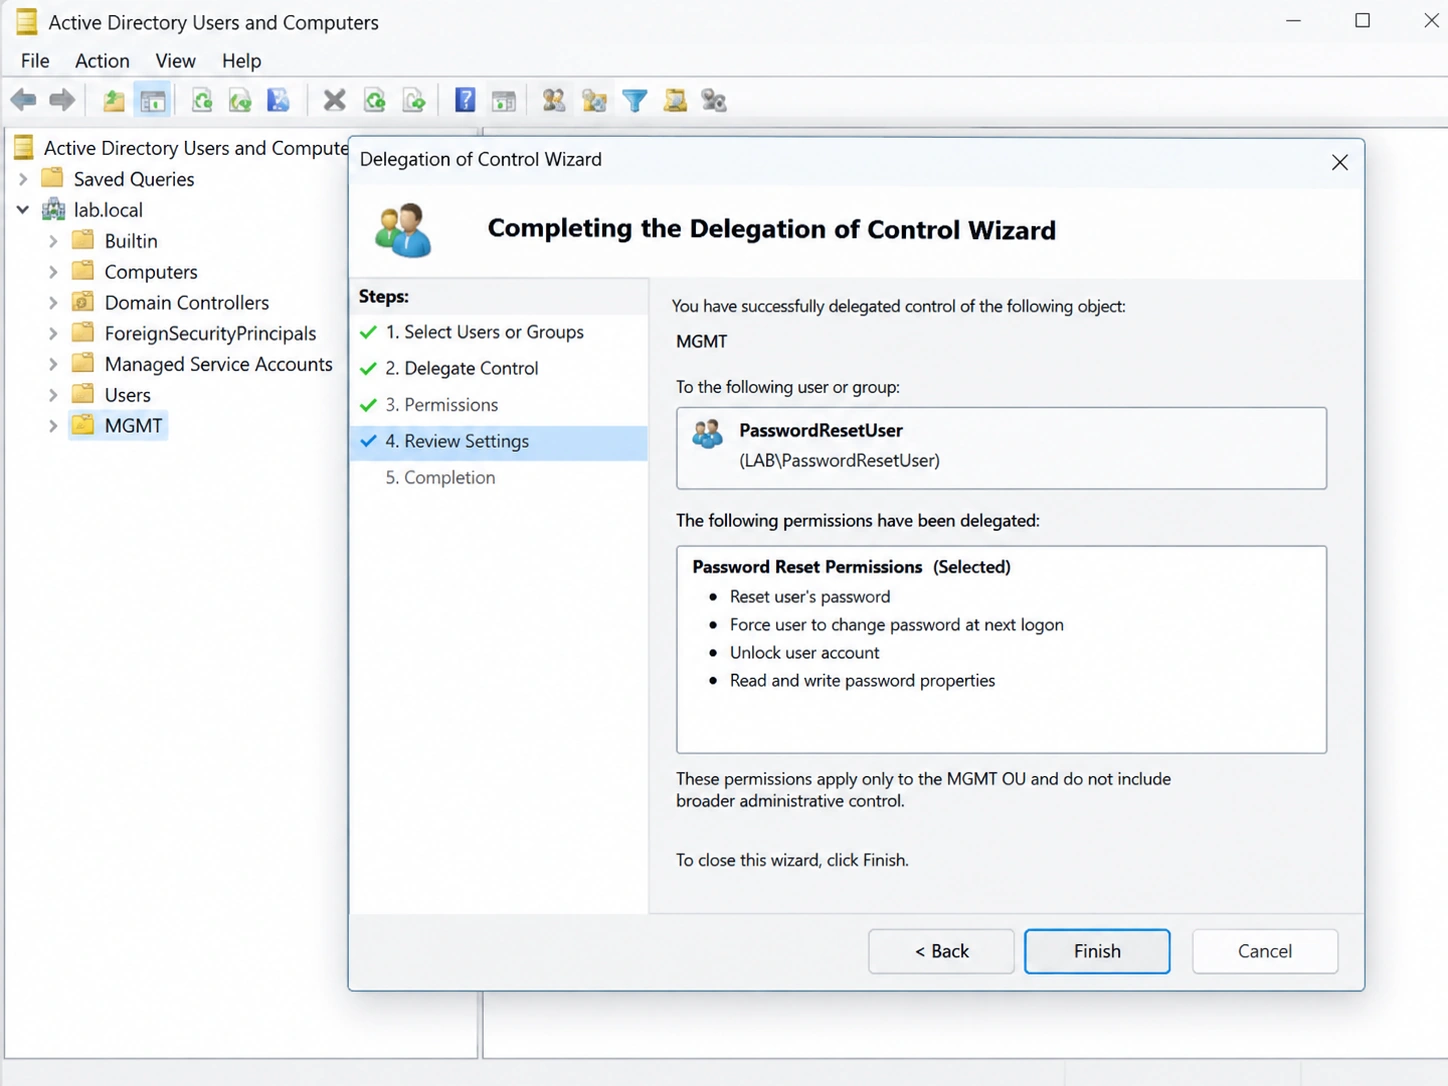 Active Directory Users and Computers
File Action View Help
Active Directory Users and Compute
Saved Queries
lab.local
Builtin
Computers
Domain Controllers
ForeignSecurityPrincipals
Managed Service Accounts
Users
MGMT
Delegation of Control Wizard
Completing the Delegation of Control Wizard
Steps:
1. Select Users or Groups
2. Delegate Control
3. Permissions
4. Review Settings
5. Completion
You have successfully delegated control of the following object:
MGMT
To the following user or group:
PasswordResetUser
(LAB\PasswordResetUser)
The following permissions have been delegated:
Password Reset Permissions (Selected)
• Reset user's password
• Force user to change password at next logon
• Unlock user account
• Read and write password properties
These permissions apply only to the MGMT OU and do not include
broader administrative control.
To close this wizard, click Finish.
< Back Finish Cancel